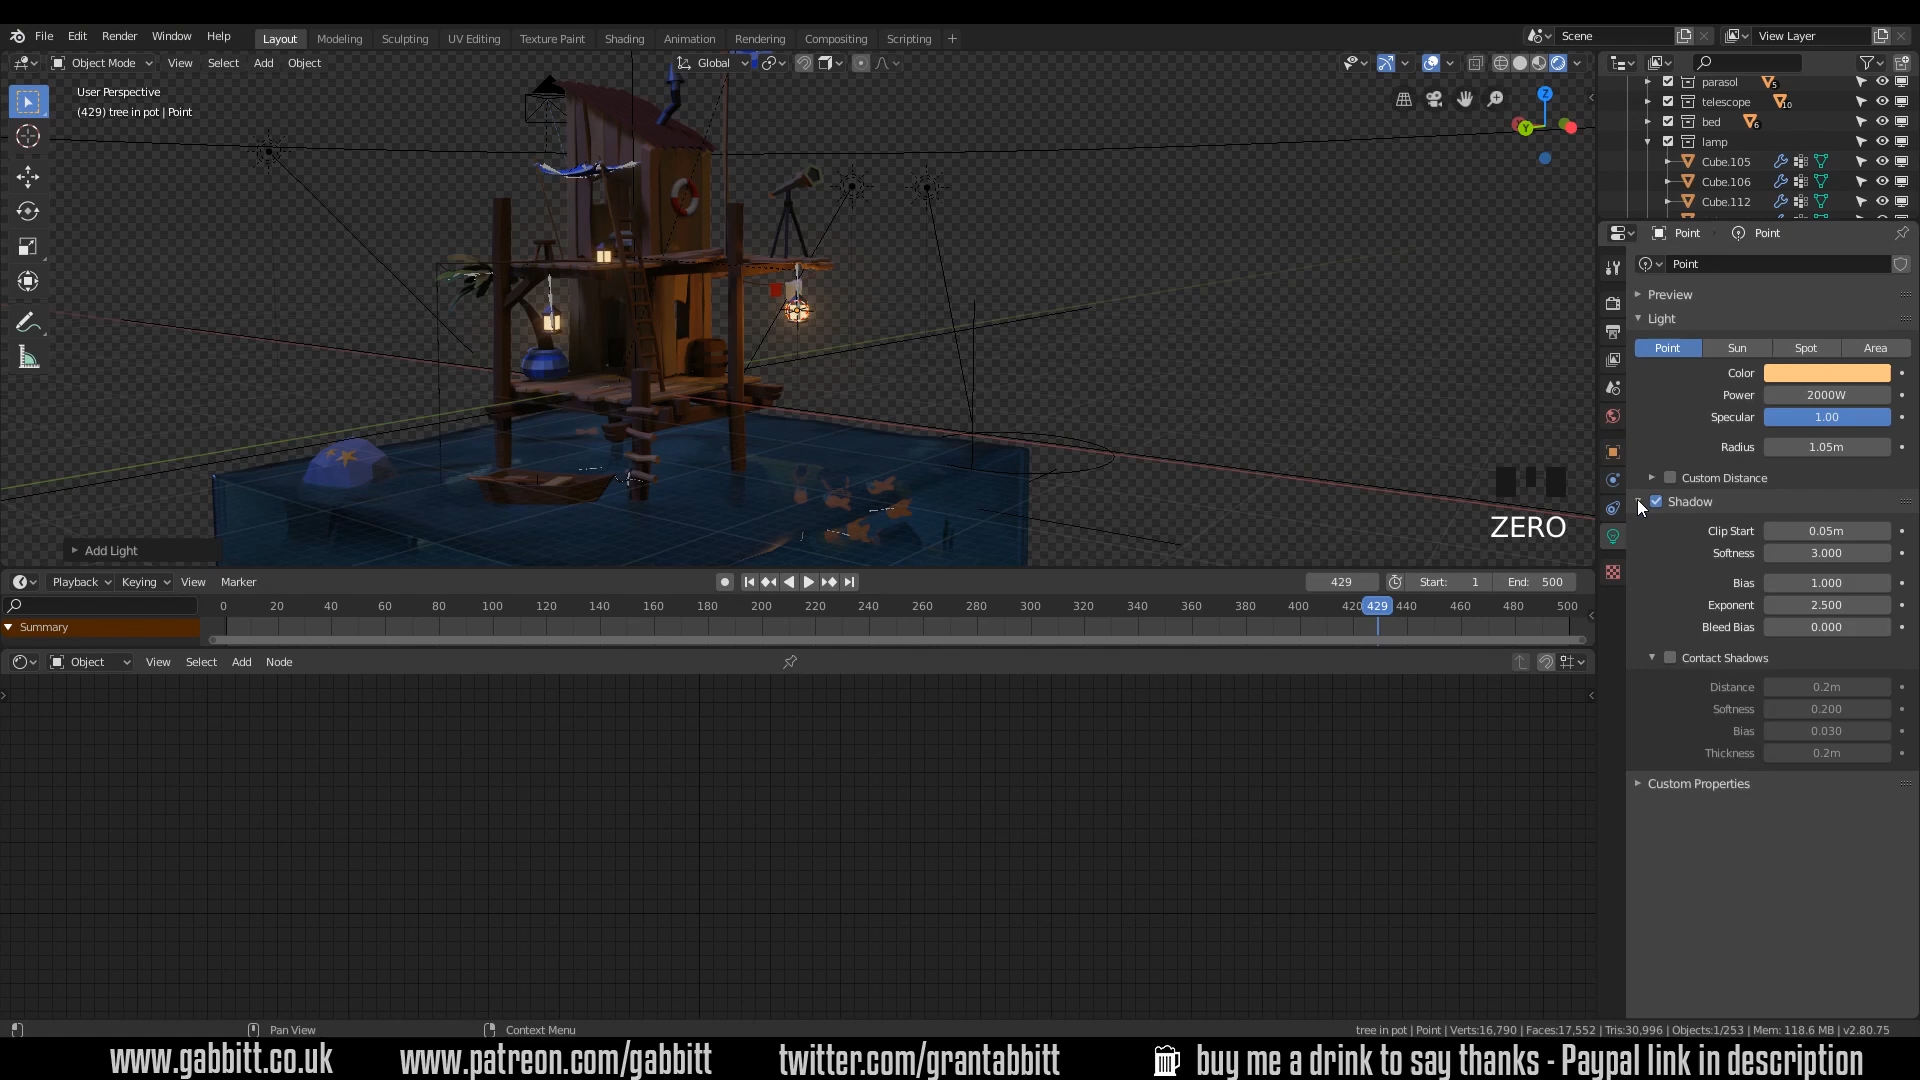 File Edit Render Window Help Layout Modeling Sculpting UV Editing Texture Paint Shading Animation Rendering Compositing Scripting + Scene View Layer
Object Mode View Select Add Object Global
User Perspective
(429) tree in pot | Point
Z
Y
Add Light
ZERO
parasol 5
telescope 10
bed 6
lamp
Cube.105
Cube.106
Cube.112
Point Point
Point
Preview
Light
Point Sun Spot Area
Color
Power 2000W
Specular 1.00
Radius 1.05m
Custom Distance
Shadow
Clip Start 0.05m
Softness 3.000
Bias 1.000
Exponent 2.500
Bleed Bias 0.000
Contact Shadows
Distance 0.2m
Softness 0.200
Bias 0.030
Thickness 0.2m
Custom Properties
Playback Keying View Marker 429 Start: 1 End: 500
0 20 40 60 80 100 120 140 160 180 200 220 240 260 280 300 320 340 360 380 400 420 429 440 460 480 500
Summary
Object View Select Add Node
Pan View Context Menu tree in pot | Point | Verts:16,790 | Faces:17,552 | Tris:30,996 | Objects:1/253 | Mem: 118.6 MB | v2.80.75
www.gabbitt.co.uk www.patreon.com/gabbitt twitter.com/grantabbitt buy me a drink to say thanks - Paypal link in description